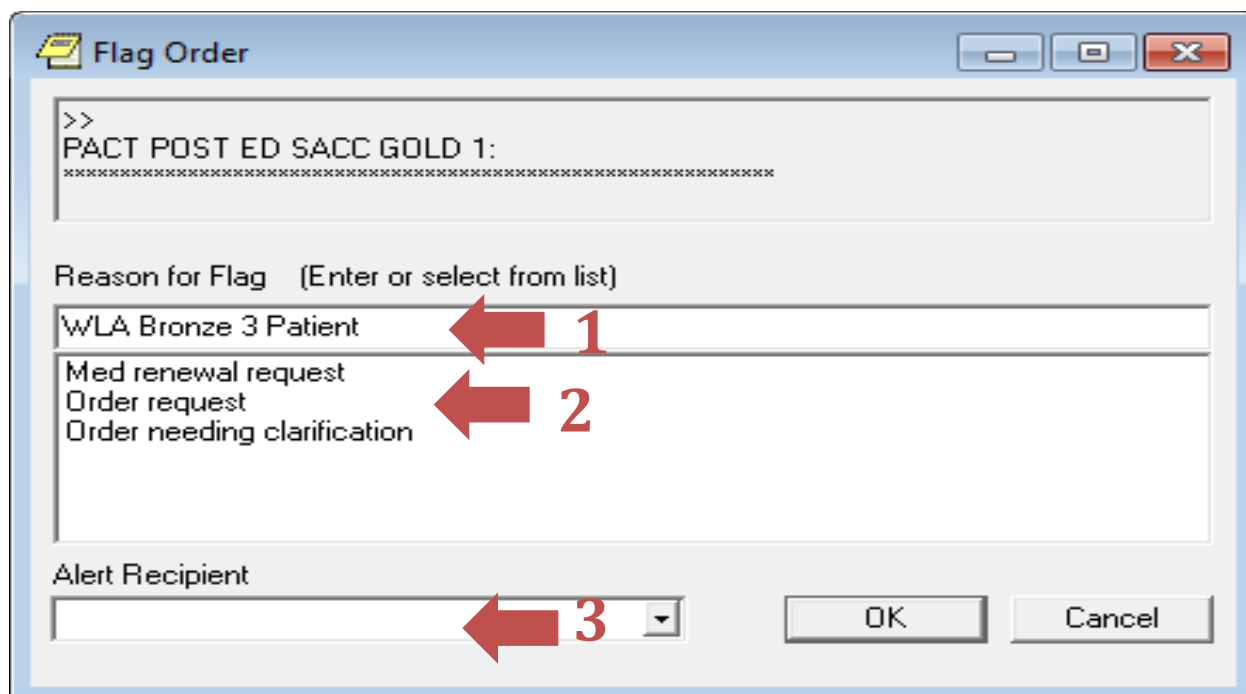 Flag Order
>>
PACT POST ED SACC GOLD 1:
***************************************************************
Reason for Flag (Enter or select from list)
WLA Bronze 3 Patient
1
Med renewal request
Order request
2
Order needing clarification
Alert Recipient
3
OK
Cancel